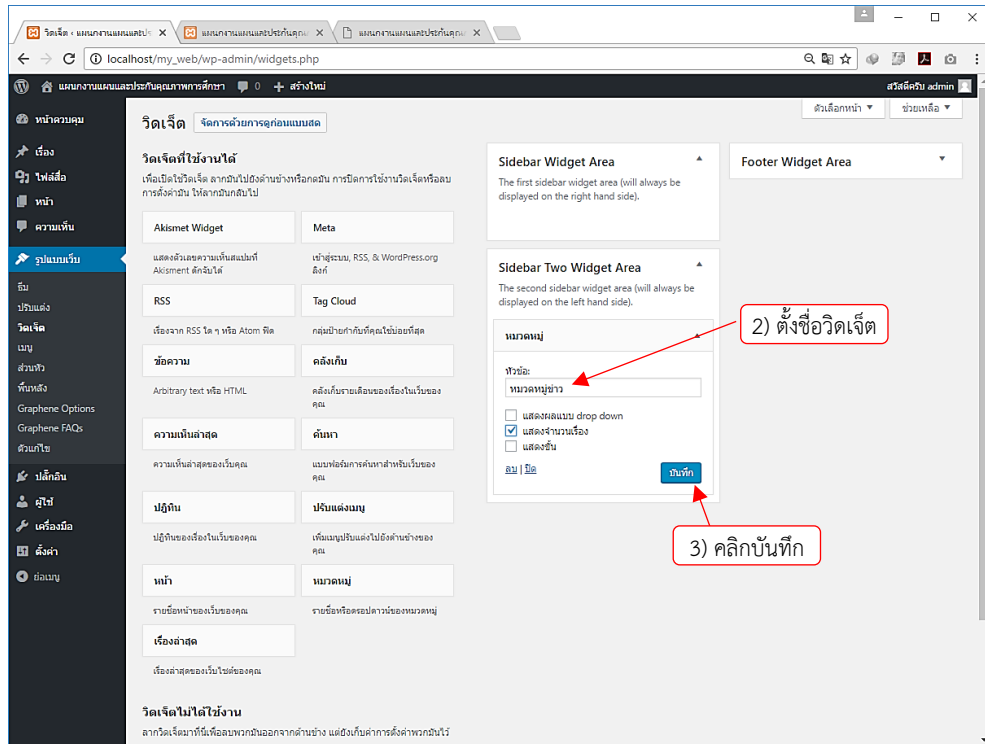 วิดเจ็ต ‹ แผนกงานแผนและประ
แผนกงานแผนและประกันคุณ
แผนกงานแผนและประกันคุณ
localhost/my_web/wp-admin/widgets.php
แผนกงานแผนและประกันคุณภาพการศึกษา 0 + สร้างใหม่
สวัสดีครับ admin
ตัวเลือกหน้า ▼
ช่วยเหลือ ▼
หน้าควบคุม
เรื่อง
ไฟล์สื่อ
หน้า
ความเห็น
รูปแบบเว็บ
ธีม
ปรับแต่ง
วิดเจ็ต
เมนู
ส่วนหัว
พื้นหลัง
Graphene Options
Graphene FAQs
ตัวแก้ไข
ปลั๊กอิน
ผู้ใช้
เครื่องมือ
ตั้งค่า
ย่อเมนู
วิดเจ็ต จัดการด้วยการดูก่อนแบบสด
วิดเจ็ตที่ใช้งานได้
เพื่อเปิดใช้วิดเจ็ต ลากมันไปยังด้านข้างหรือกดมัน การปิดการใช้งานวิดเจ็ตหรือลบ
การตั้งค่ามัน ให้ลากมันกลับไป
Akismet Widget
แสดงตัวเลขความเห็นสแปมที่
Akisment ดักจับได้
Meta
เข้าสู่ระบบ, RSS, & WordPress.org
ลิงก์
RSS
เรื่องจาก RSS ใด ๆ หรือ Atom ฟีด
Tag Cloud
กลุ่มป้ายกำกับที่คุณใช้บ่อยที่สุด
ข้อความ
Arbitrary text หรือ HTML
คลังเก็บ
คลังเก็บรายเดือนของเรื่องในเว็บของ
คุณ
ความเห็นล่าสุด
ความเห็นล่าสุดของเว็บคุณ
ค้นหา
แบบฟอร์มการค้นหาสำหรับเว็บของ
คุณ
ปฏิทิน
ปฏิทินของเรื่องในเว็บของคุณ
ปรับแต่งเมนู
เพิ่มเมนูปรับแต่งไปยังด้านข้างของ
คุณ
หน้า
รายชื่อหน้าของเว็บของคุณ
หมวดหมู่
รายชื่อหรือดรอปดาวน์ของหมวดหมู่
เรื่องล่าสุด
เรื่องล่าสุดของเว็บไซต์ของคุณ
วิดเจ็ตไม่ได้ใช้งาน
ลากวิดเจ็ตมาที่นี่เพื่อลบพวกมันออกจากด้านข้าง แต่ยังเก็บค่าการตั้งค่าพวกมันไว้
Sidebar Widget Area
The first sidebar widget area (will always be
displayed on the right hand side).
Sidebar Two Widget Area
The second sidebar widget area (will always be
displayed on the left hand side).
หมวดหมู่
หัวข้อ:
หมวดหมู่ข่าว
แสดงผลแบบ drop down
แสดงจำนวนเรื่อง
แสดงชั้น
ลบ | ปิด
บันทึก
Footer Widget Area
2) ตั้งชื่อวิดเจ็ต
3) คลิกบันทึก